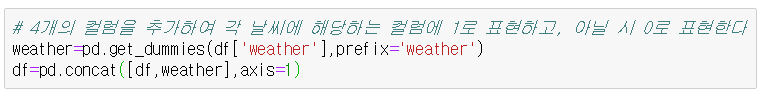 # 4개의 컬럼을 추가하여 각 날씨에 해당하는 컬럼에 1로 표현하고, 아닐 시 0로 표현한다
weather=pd.get_dummies(df['weather'],prefix='weather')
df=pd.concat([df,weather],axis=1)